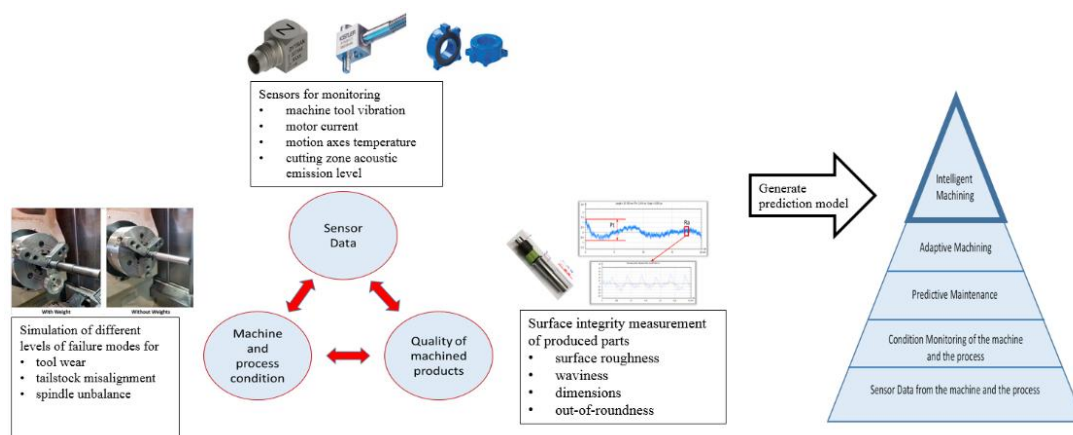 Z
KISTLER
Sensors for monitoring
• machine tool vibration
• motor current
• motion axes temperature
• cutting zone acoustic
emission level
Sensor
Data
Machine
and
process
condition
Quality of
machined
products
With Weight
Without Weights
Simulation of different
levels of failure modes for
• tool wear
• tailstock misalignment
• spindle unbalance
Pt
Ra
Surface integrity measurement
of produced parts
• surface roughness
• waviness
• dimensions
• out-of-roundness
Generate
prediction model
Intelligent
Machining
Adaptive Machining
Predictive Maintenance
Condition Monitoring of the machine
and the process
Sensor Data from the machine and the process